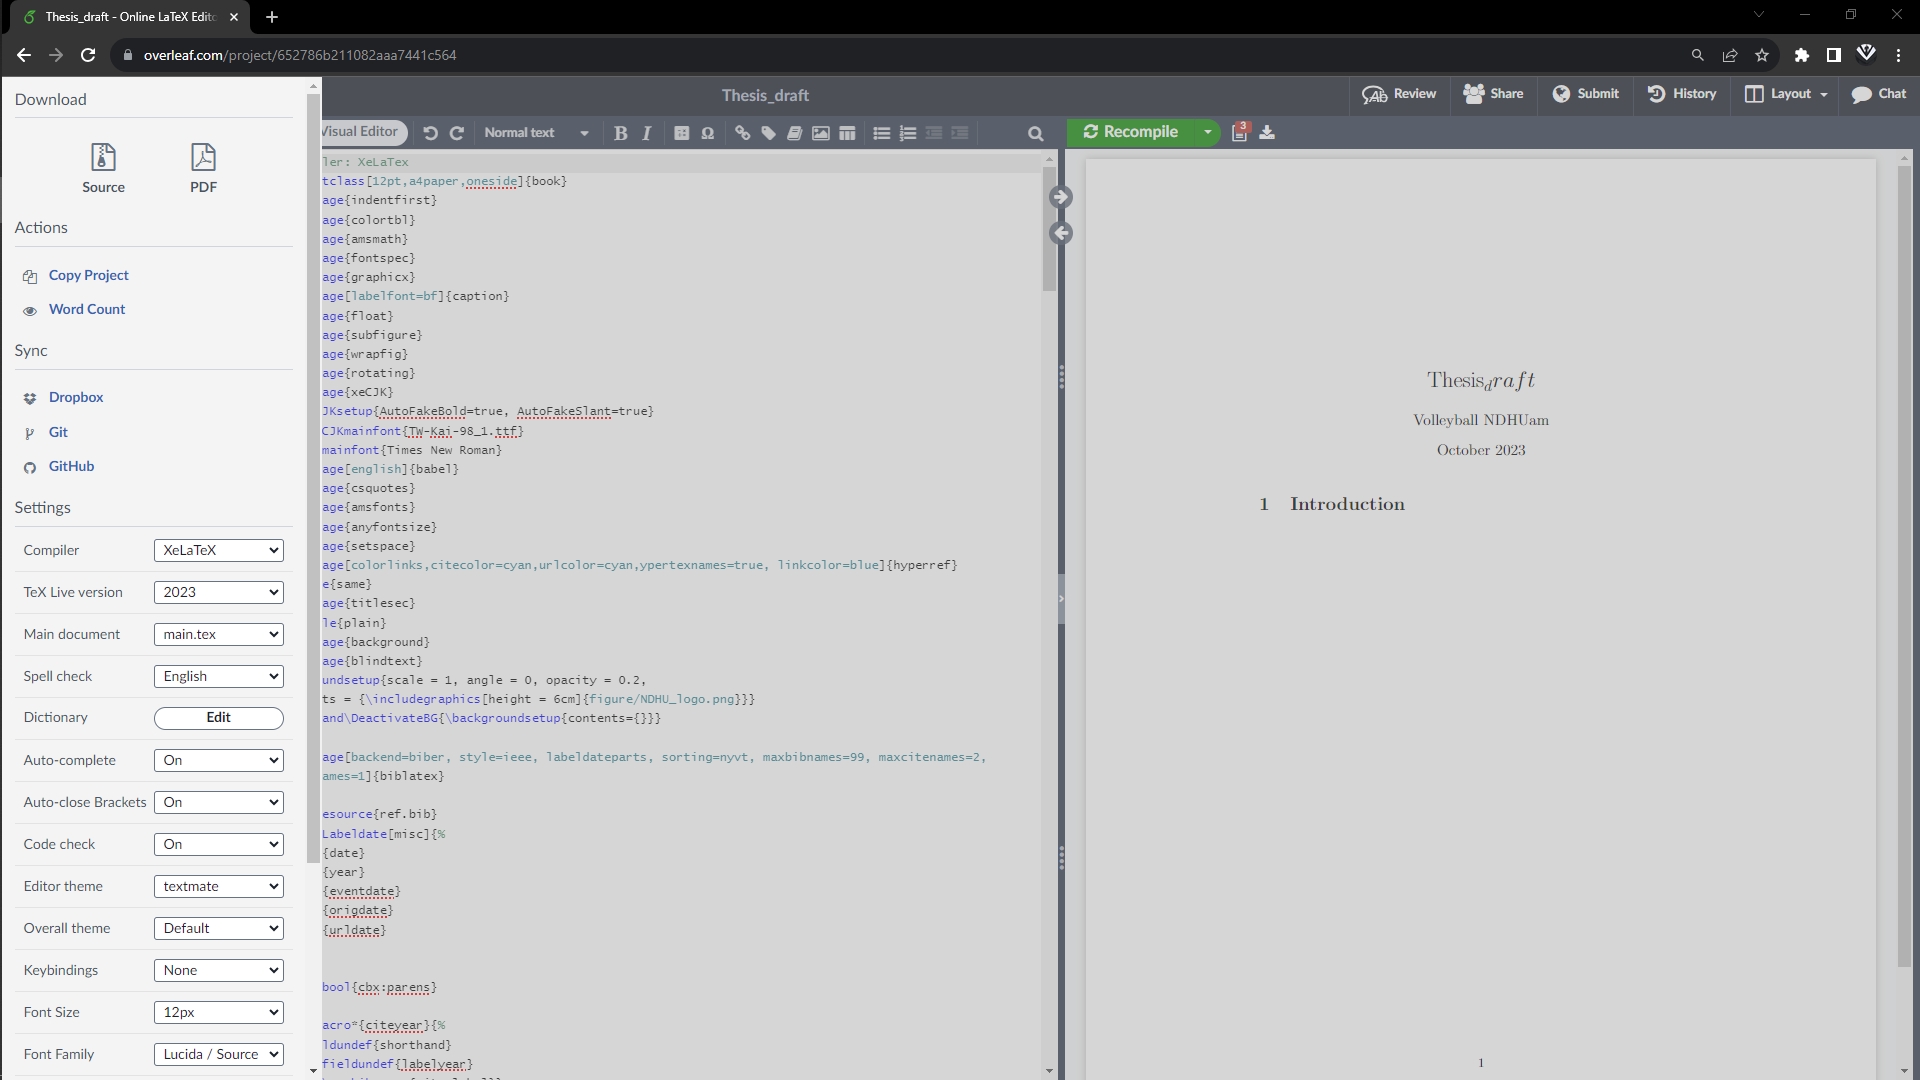 Thesis_draft - Online LaTeX Edito
overleaf.com/project/652786b211082aaa7441c564
Download
Source
PDF
Actions
Copy Project
Word Count
Sync
Dropbox
Git
GitHub
Settings
Compiler XeLaTeX
TeX Live version 2023
Main document main.tex
Spell check English
Dictionary Edit
Auto-complete On
Auto-close Brackets On
Code check On
Editor theme textmate
Overall theme Default
Keybindings None
Font Size 12px
Font Family Lucida / Source
Thesis_draft
Review Share Submit History Layout Chat
Visual Editor Normal text B I Ω
Recompile 3
ler: XeLaTex
tclass[12pt,a4paper,oneside]{book}
age{indentfirst}
age{colortbl}
age{amsmath}
age{fontspec}
age{graphicx}
age[labelfont=bf]{caption}
age{float}
age{subfigure}
age{wrapfig}
age{rotating}
age{xeCJK}
JKsetup{AutoFakeBold=true, AutoFakeSlant=true}
CJKmainfont{TW-Kai-98_1.ttf}
mainfont{Times New Roman}
age[english]{babel}
age{csquotes}
age{amsfonts}
age{anyfontsize}
age{setspace}
age[colorlinks,citecolor=cyan,urlcolor=cyan,ypertexnames=true, linkcolor=blue]{hyperref}
e{same}
age{titlesec}
le{plain}
age{background}
age{blindtext}
undsetup{scale = 1, angle = 0, opacity = 0.2,
ts = {\includegraphics[height = 6cm]{figure/NDHU_logo.png}}}
and\DeactivateBG{\backgroundsetup{contents={}}}
age[backend=biber, style=ieee, labeldateparts, sorting=nyvt, maxbibnames=99, maxcitenames=2,
ames=1]{biblatex}
esource{ref.bib}
Labeldate[misc]{%
{date}
{year}
{eventdate}
{origdate}
{urldate}
bool{cbx:parens}
acro*{citeyear}{%
ldundef{shorthand}
fieldundef{labelyear}
Thesisdraft
Volleyball NDHUam
October 2023
1 Introduction
1